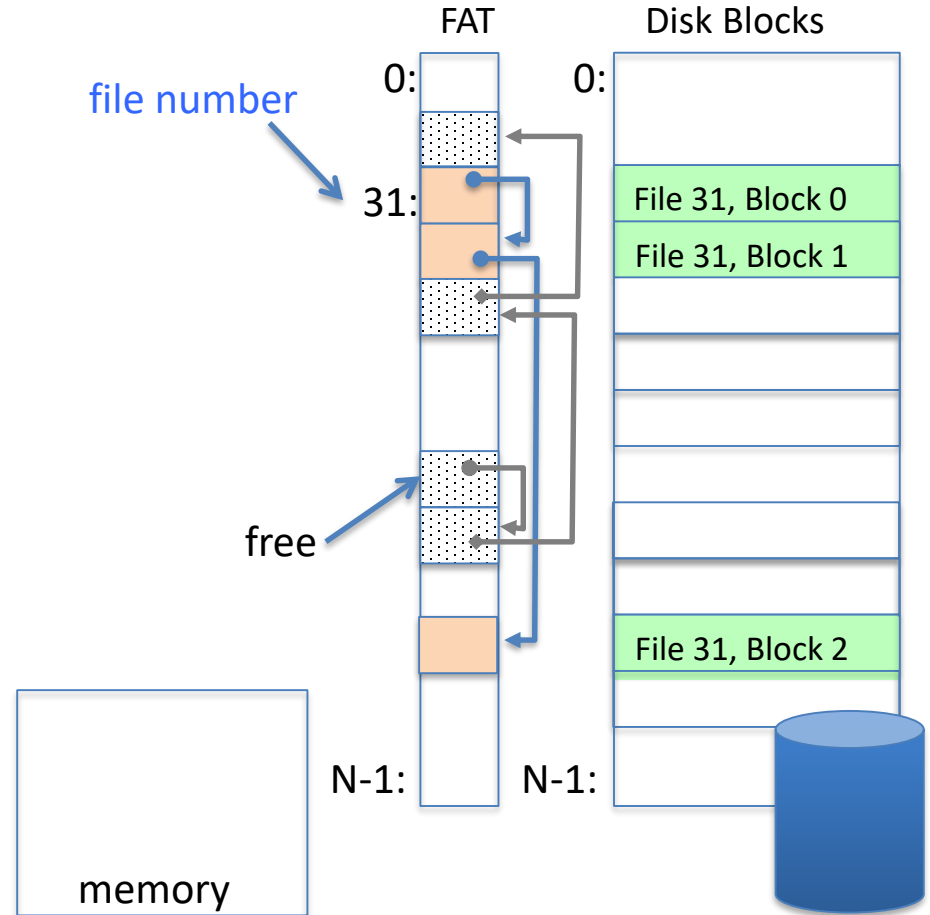 FAT
Disk Blocks
0:
0:
file number
31:
File 31, Block 0
File 31, Block 1
free
File 31, Block 2
N-1:
N-1:
memory